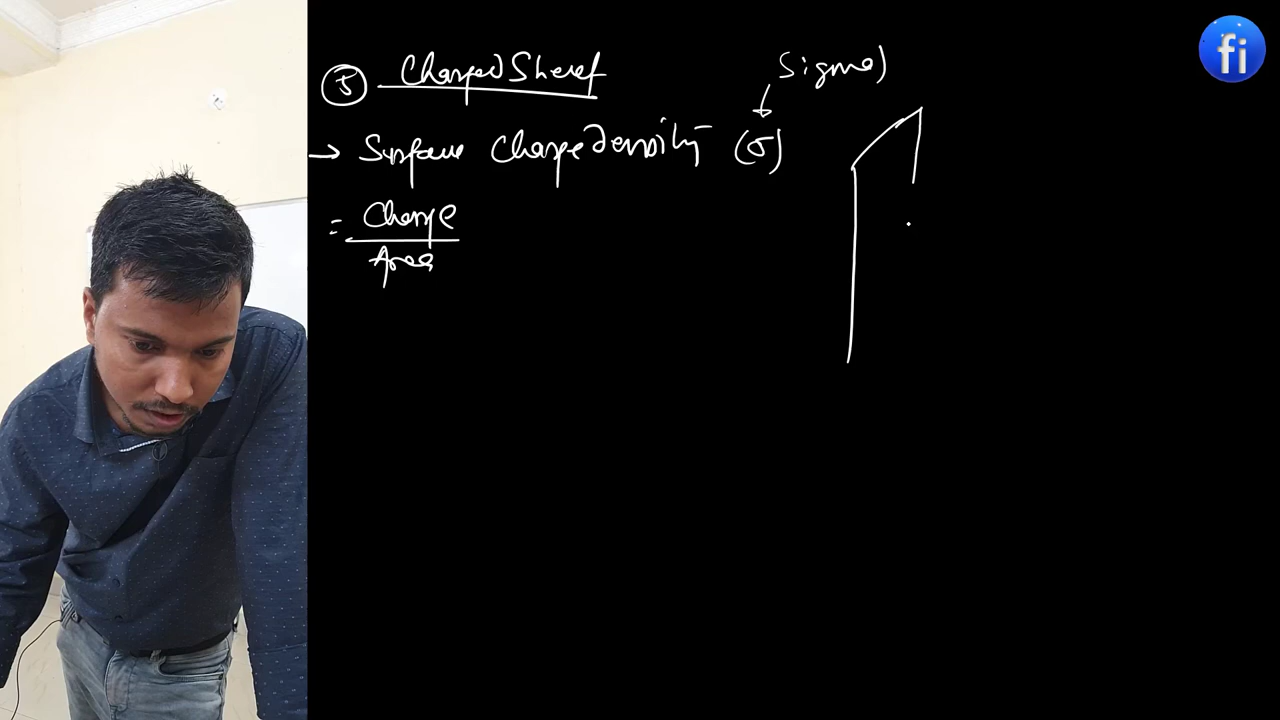 ⑤ Charged Sheet
Sigma)
→ Surface Charge Density (σ)
= Charge
Area
fi